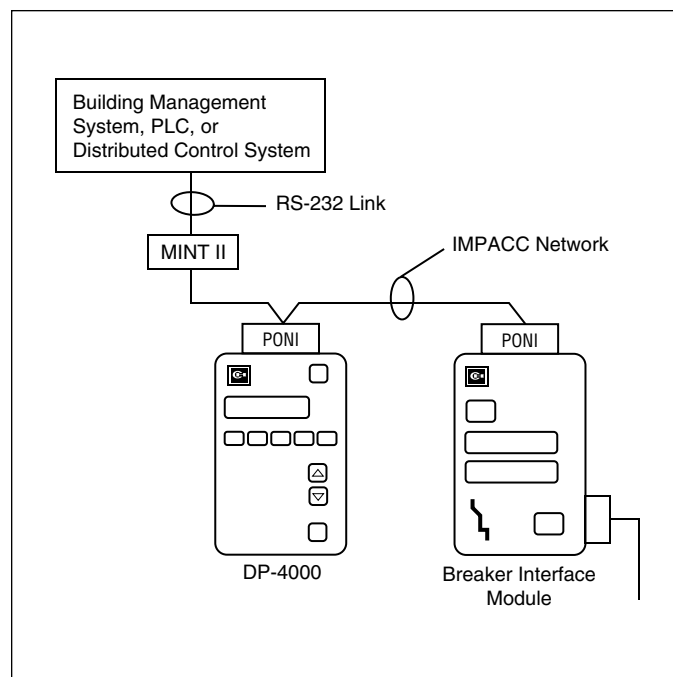 Building Management
System, PLC, or
Distributed Control System
RS-232 Link
MINT II
IMPACC Network
PONI
PONI
DP-4000
Breaker Interface
Module